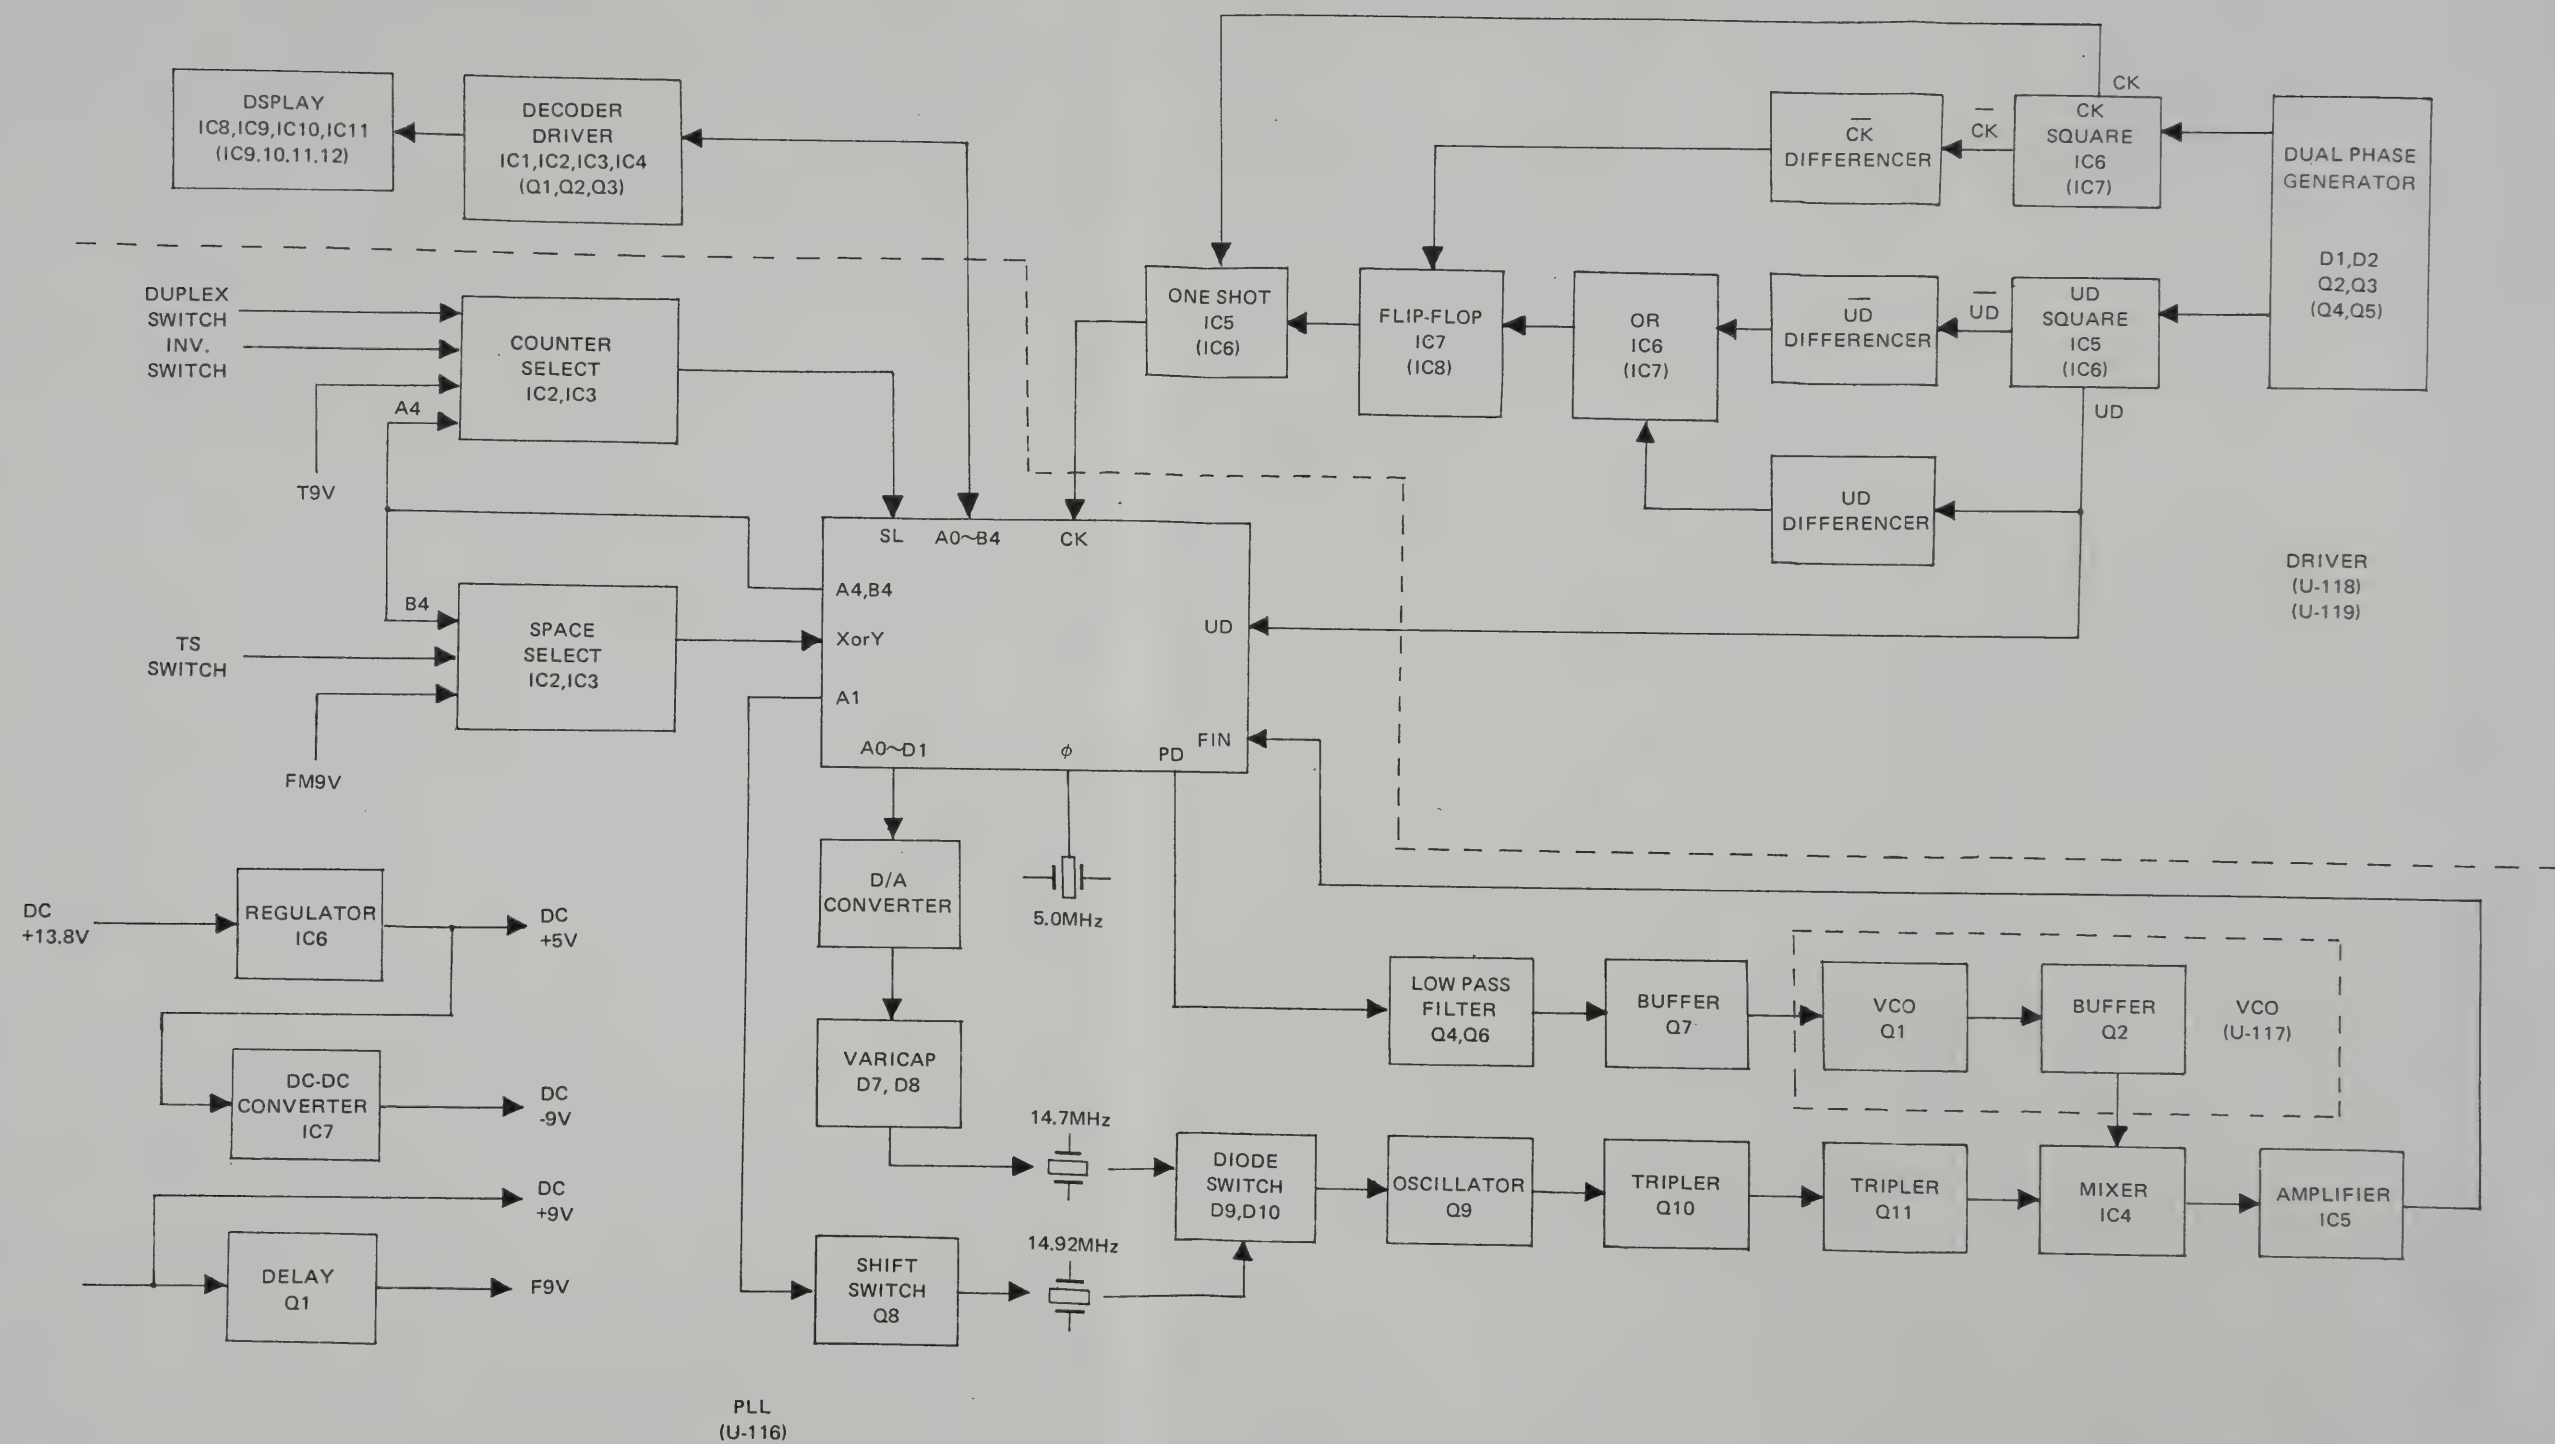 DSPLAY
IC8,IC9,IC10,IC11
(IC9.10.11.12)
DECODER
DRIVER
IC1,IC2,IC3,IC4
(Q1,Q2,Q3)
CK
DIFFERENCER
CK
CK
CK
SQUARE
IC6
(IC7)
DUAL PHASE
GENERATOR
D1,D2
Q2,Q3
(Q4,Q5)
DUPLEX
SWITCH
INV.
SWITCH
A4
T9V
COUNTER
SELECT
IC2,IC3
ONE SHOT
IC5
(IC6)
FLIP-FLOP
IC7
(IC8)
OR
IC6
(IC7)
UD
DIFFERENCER
UD
UD
SQUARE
IC5
(IC6)
UD
UD
DIFFERENCER
DRIVER
(U-118)
(U-119)
SL
A0~B4
CK
A4,B4
XorY
A1
A0~D1
φ
PD
FIN
UD
B4
TS
SWITCH
FM9V
SPACE
SELECT
IC2,IC3
DC
+13.8V
REGULATOR
IC6
DC
+5V
DC-DC
CONVERTER
IC7
DC
-9V
DC
+9V
DELAY
Q1
F9V
D/A
CONVERTER
5.0MHz
VARICAP
D7, D8
14.7MHz
SHIFT
SWITCH
Q8
14.92MHz
LOW PASS
FILTER
Q4,Q6
BUFFER
Q7
VCO
Q1
BUFFER
Q2
VCO
(U-117)
DIODE
SWITCH
D9,D10
OSCILLATOR
Q9
TRIPLER
Q10
TRIPLER
Q11
MIXER
IC4
AMPLIFIER
IC5
PLL
(U-116)